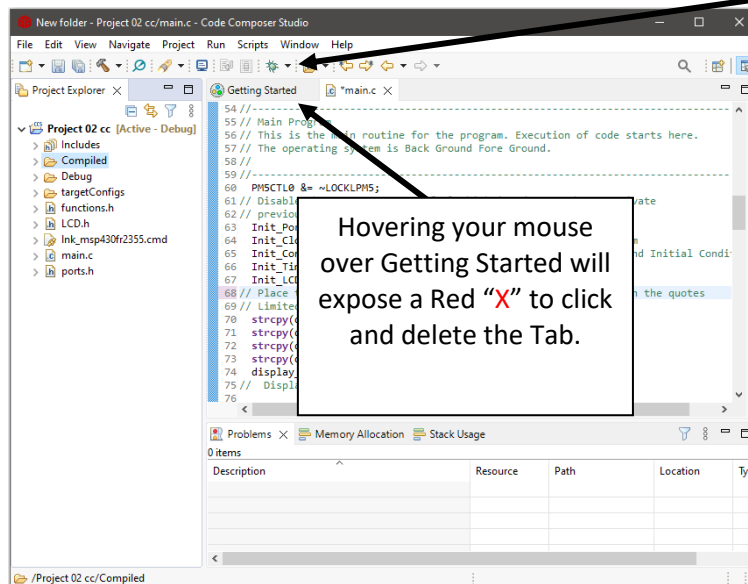 New folder - Project 02 cc/main.c - Code Composer Studio
File Edit View Navigate Project Run Scripts Window Help
Project Explorer
Getting Started
*main.c
Project 02 cc [Active - Debug]
Includes
Compiled
Debug
targetConfigs
functions.h
LCD.h
lnk_msp430fr2355.cmd
main.c
ports.h
54 //----------------------------------------------------------------
55 // Main Prog
56 // This is the main routine for the program. Execution of code starts here.
57 // The operating system is Back Ground Fore Ground.
58 //
59 //----------------------------------------------------------------
60 PM5CTL0 &= ~LOCKLPM5;
61 // Disabl vate
62 // previou
63 Init_Por
64 Init_Clo
65 Init_Con nd Initial Condi
66 Init_Tim
67 Init_LCD
68 // Place n the quotes
69 // Limite
70 strcpy(
71 strcpy(
72 strcpy(
73 strcpy(
74 display_
75 // Displa
76
Hovering your mouse
over Getting Started will
expose a Red “X” to click
and delete the Tab.
Problems Memory Allocation Stack Usage
0 items
Description Resource Path Location Ty
/Project 02 cc/Compiled